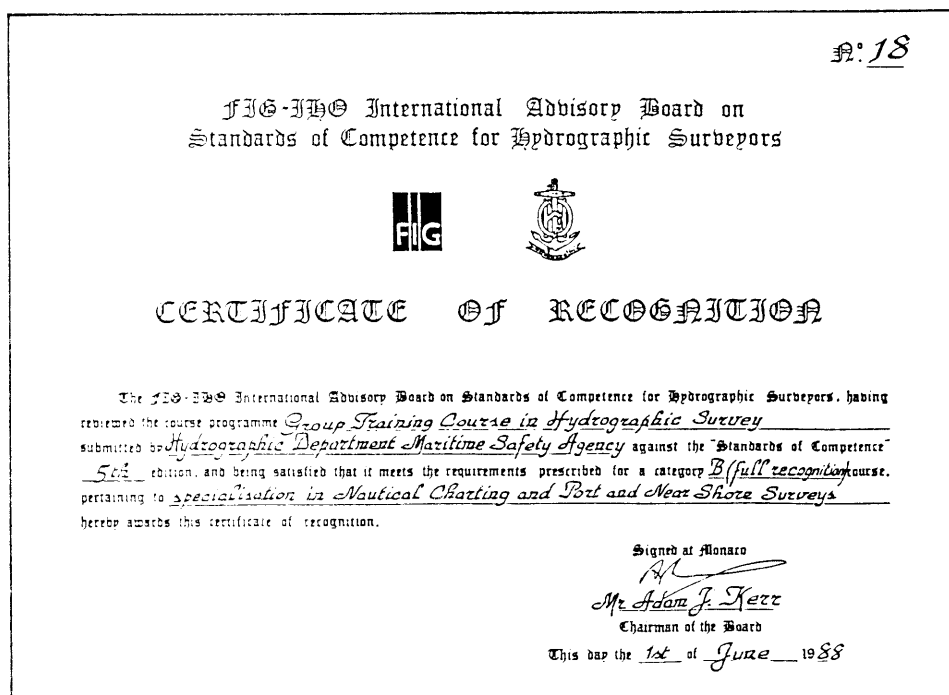 Nº: 18
FIG-IHO International Advisory Board on
Standards of Competence for Hydrographic Surveyors
FIG
CERTIFICATE OF RECOGNITION
The FIG-IHO International Advisory Board on Standards of Competence for Hydrographic Surveyors, having
reviewed the course programme Group Training Course in Hydrographic Survey
submitted by Hydrographic Department Maritime Safety Agency against the "Standards of Competence"
5th edition, and being satisfied that it meets the requirements prescribed for a category B (full recognition) course,
pertaining to specialisation in Nautical Charting and Port and Near Shore Surveys
hereby awards this certificate of recognition.
Signed at Monaco
Mr Adam J. Kerr
Chairman of the Board
This day the 1st of June 1988